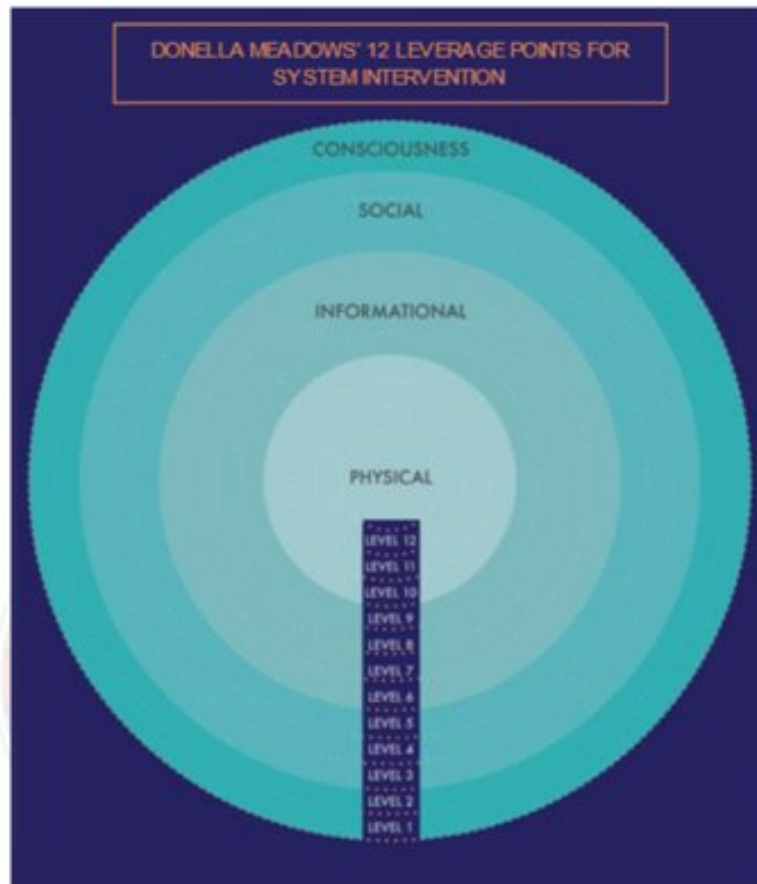 DONELLA MEADOWS' 12 LEVERAGE POINTS FOR
SYSTEM INTERVENTION
CONSCIOUSNESS
SOCIAL
INFORMATIONAL
PHYSICAL
LEVEL 12
LEVEL 11
LEVEL 10
LEVEL 9
LEVEL 8
LEVEL 7
LEVEL 6
LEVEL 5
LEVEL 4
LEVEL 3
LEVEL 2
LEVEL 1